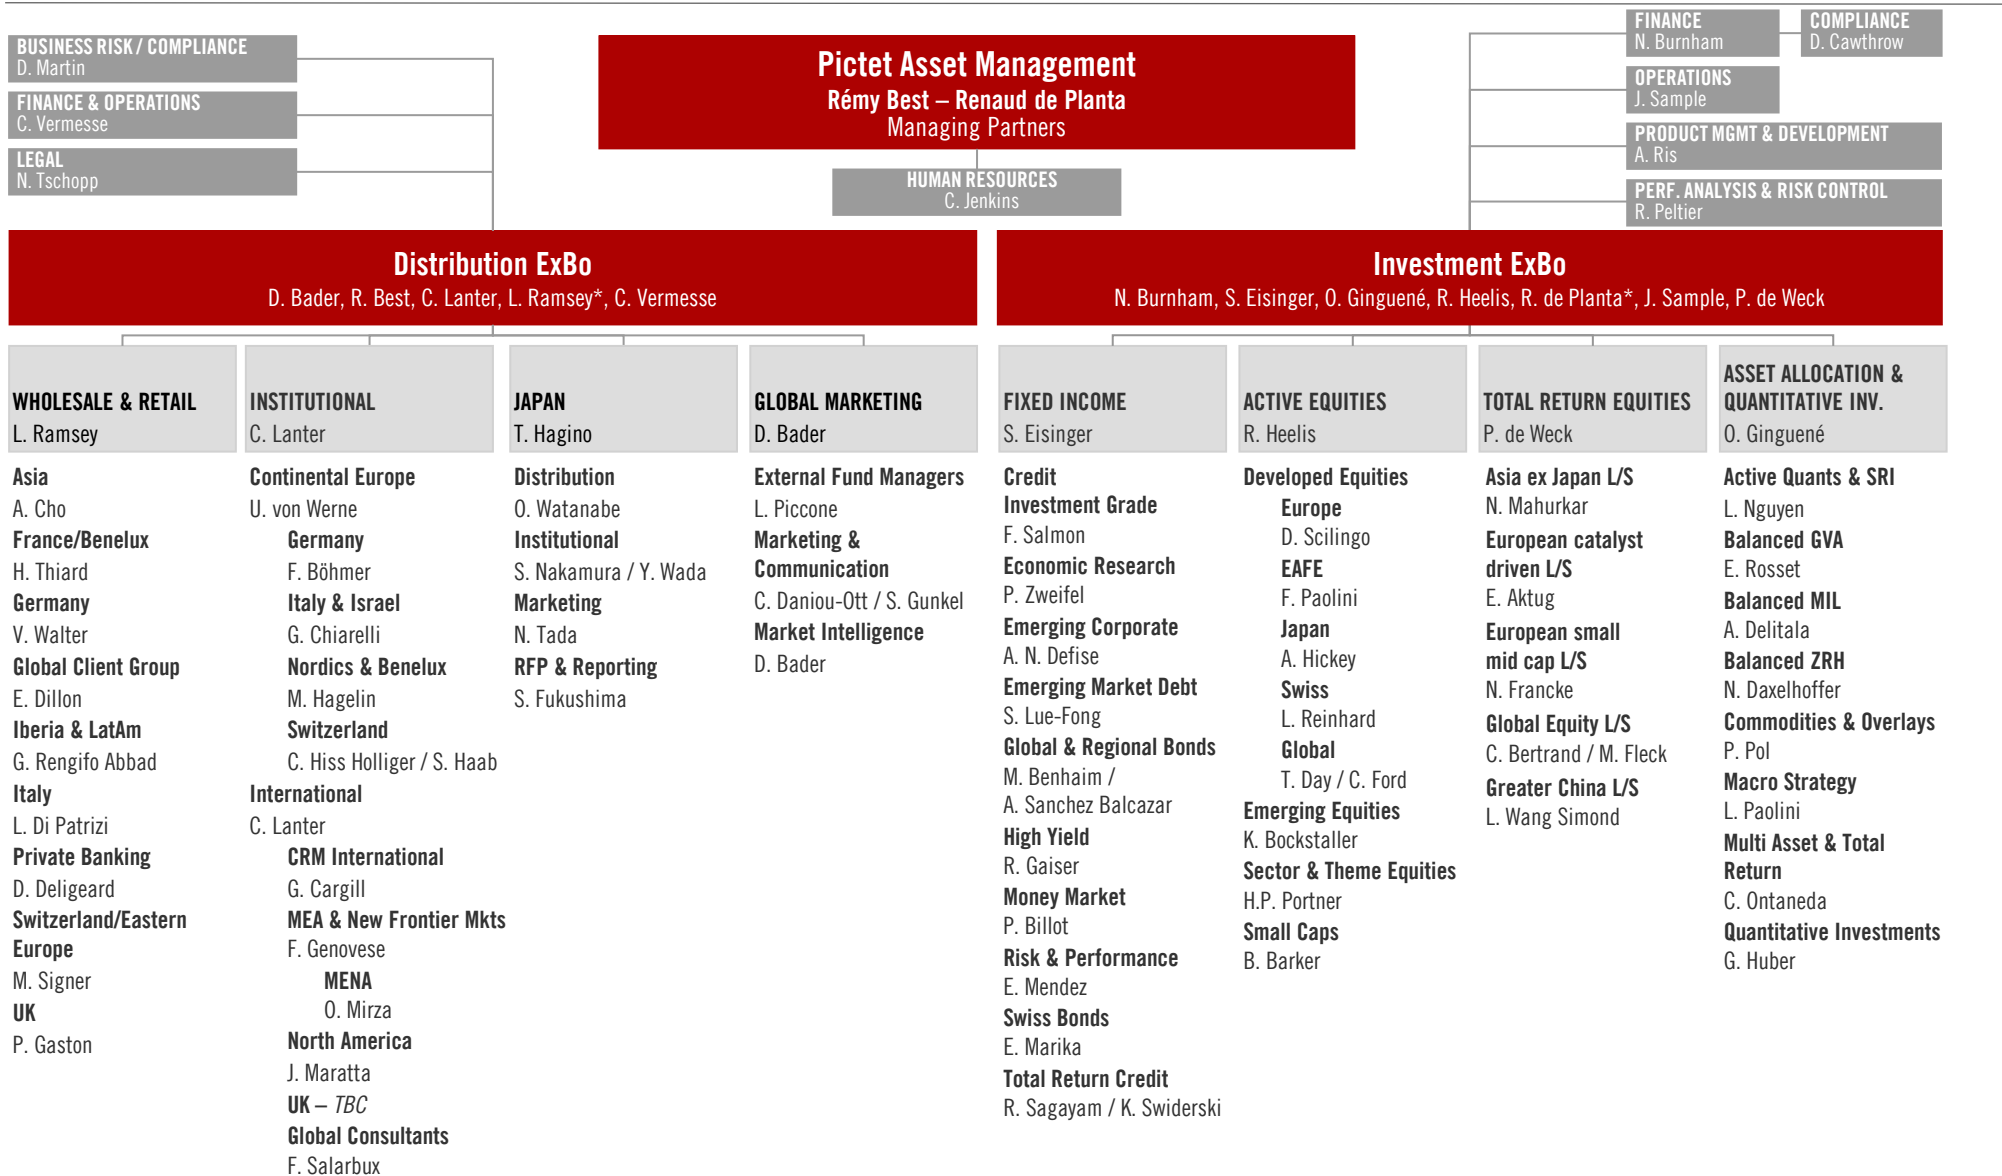 BUSINESS RISK / COMPLIANCE
D. Martin
FINANCE & OPERATIONS
C. Vermesse
LEGAL
N. Tschopp
Pictet Asset Management
Rémy Best – Renaud de Planta
Managing Partners
HUMAN RESOURCES
C. Jenkins
FINANCE
N. Burnham
COMPLIANCE
D. Cawthrow
OPERATIONS
J. Sample
PRODUCT MGMT & DEVELOPMENT
A. Ris
PERF. ANALYSIS & RISK CONTROL
R. Peltier
Distribution ExBo
D. Bader, R. Best, C. Lanter, L. Ramsey*, C. Vermesse
Investment ExBo
N. Burnham, S. Eisinger, O. Ginguené, R. Heelis, R. de Planta*, J. Sample, P. de Weck
WHOLESALE & RETAIL
L. Ramsey
Asia
A. Cho
France/Benelux
H. Thiard
Germany
V. Walter
Global Client Group
E. Dillon
Iberia & LatAm
G. Rengifo Abbad
Italy
L. Di Patrizi
Private Banking
D. Deligeard
Switzerland/Eastern
Europe
M. Signer
UK
P. Gaston
INSTITUTIONAL
C. Lanter
Continental Europe
U. von Werne
Germany
F. Böhmer
Italy & Israel
G. Chiarelli
Nordics & Benelux
M. Hagelin
Switzerland
C. Hiss Holliger / S. Haab
International
C. Lanter
CRM International
G. Cargill
MEA & New Frontier Mkts
F. Genovese
MENA
O. Mirza
North America
J. Maratta
UK – TBC
Global Consultants
F. Salarbux
JAPAN
T. Hagino
Distribution
O. Watanabe
Institutional
S. Nakamura / Y. Wada
Marketing
N. Tada
RFP & Reporting
S. Fukushima
GLOBAL MARKETING
D. Bader
External Fund Managers
L. Piccone
Marketing &
Communication
C. Daniou-Ott / S. Gunkel
Market Intelligence
D. Bader
FIXED INCOME
S. Eisinger
Credit
Investment Grade
F. Salmon
Economic Research
P. Zweifel
Emerging Corporate
A. N. Defise
Emerging Market Debt
S. Lue-Fong
Global & Regional Bonds
M. Benhaim /
A. Sanchez Balcazar
High Yield
R. Gaiser
Money Market
P. Billot
Risk & Performance
E. Mendez
Swiss Bonds
E. Marika
Total Return Credit
R. Sagayam / K. Swiderski
ACTIVE EQUITIES
R. Heelis
Developed Equities
Europe
D. Scilingo
EAFE
F. Paolini
Japan
A. Hickey
Swiss
L. Reinhard
Global
T. Day / C. Ford
Emerging Equities
K. Bockstaller
Sector & Theme Equities
H.P. Portner
Small Caps
B. Barker
TOTAL RETURN EQUITIES
P. de Weck
Asia ex Japan L/S
N. Mahurkar
European catalyst
driven L/S
E. Aktug
European small
mid cap L/S
N. Francke
Global Equity L/S
C. Bertrand / M. Fleck
Greater China L/S
L. Wang Simond
ASSET ALLOCATION &
QUANTITATIVE INV.
O. Ginguené
Active Quants & SRI
L. Nguyen
Balanced GVA
E. Rosset
Balanced MIL
A. Delitala
Balanced ZRH
N. Daxelhoffer
Commodities & Overlays
P. Pol
Macro Strategy
L. Paolini
Multi Asset & Total
Return
C. Ontaneda
Quantitative Investments
G. Huber